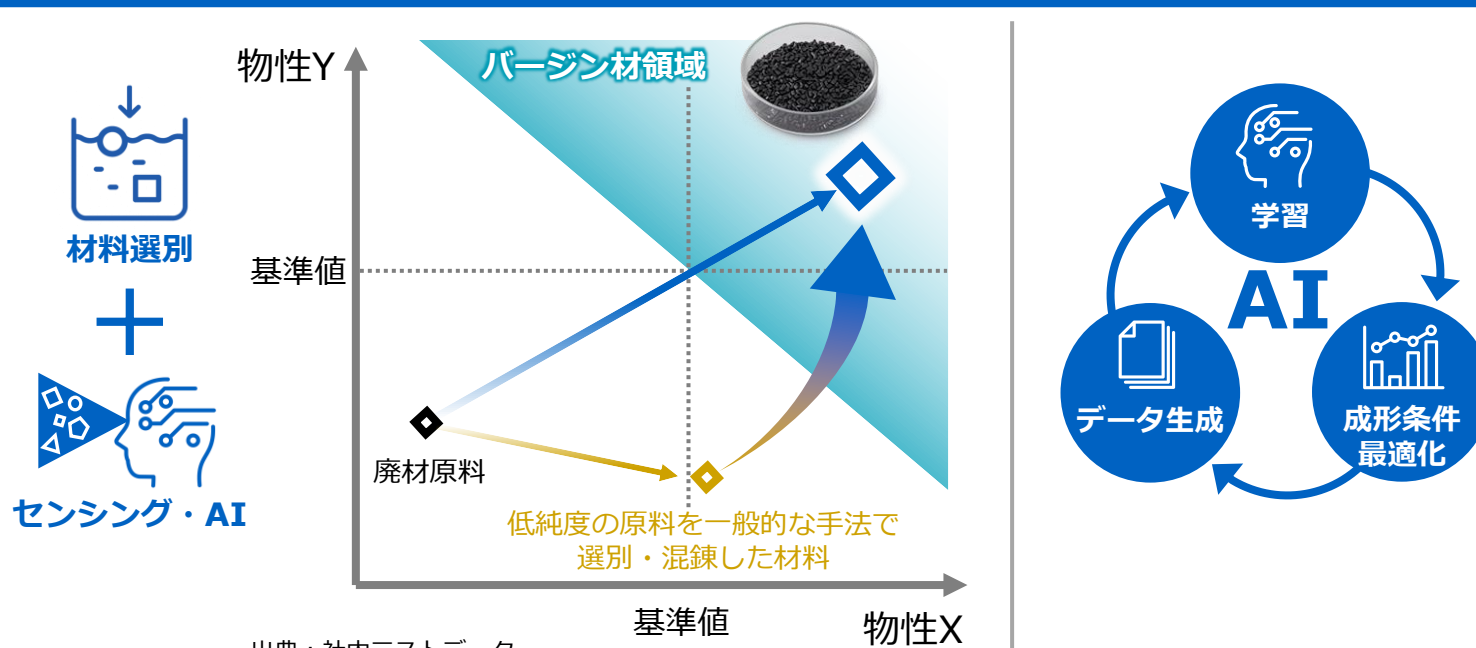 物性Y
バージン材領域
材料選別
基準値
廃材原料
センシング・AI
低純度の原料を一般的な手法で
選別・混錬した材料
基準値
物性X
学習
AI
データ生成
成形条件
最適化